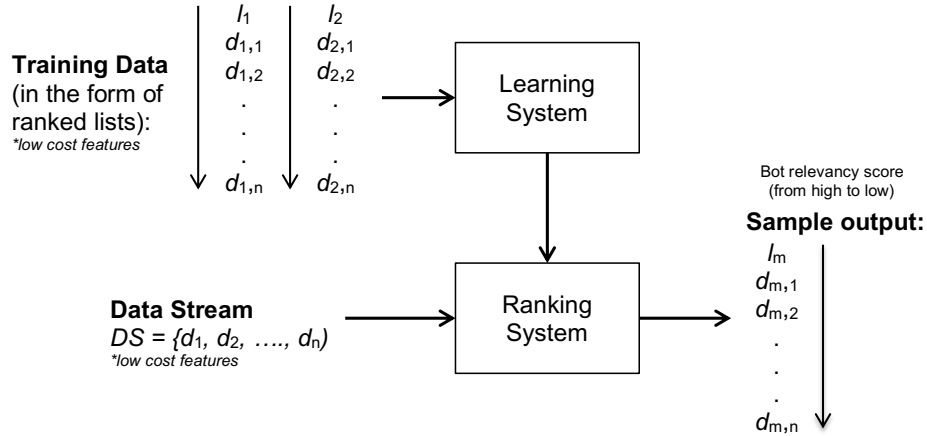 Training Data
(in the form of
ranked lists):
*low cost features
l₁
d₁,₁
d₁,₂
.
.
.
d₁,ₙ
l₂
d₂,₁
d₂,₂
.
.
.
d₂,ₙ
Learning
System
Data Stream
DS = {d₁, d₂, …., dₙ)
*low cost features
Ranking
System
Bot relevancy score
(from high to low)
Sample output:
lₘ
dₘ,₁
dₘ,₂
.
.
.
dₘ,ₙ